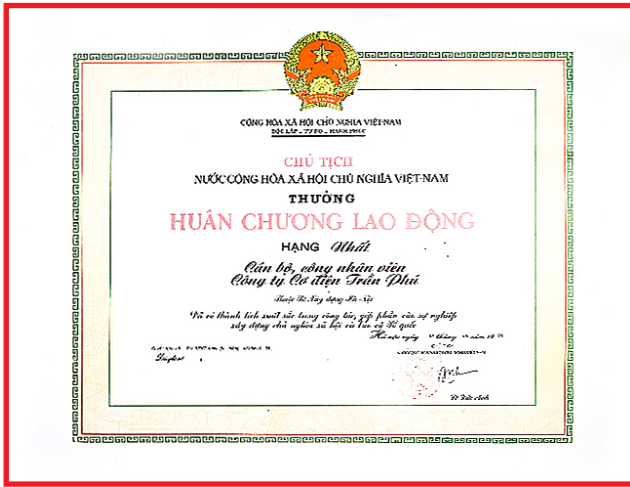 CỘNG HÒA XÃ HỘI CHỦ NGHĨA VIỆT-NAM
ĐỘC LẬP - TỰ DO - HẠNH PHÚC
CHỦ TỊCH
NƯỚC CỘNG HÒA XÃ HỘI CHỦ NGHĨA VIỆT-NAM
THƯỞNG
HUÂN CHƯƠNG LAO ĐỘNG
HẠNG Nhất
Cán bộ, công nhân viên
Công ty Cơ điện Trần Phú
Thuộc Sở Xây dựng Hà-Nội
Đã có thành tích xuất sắc trong công tác, góp phần vào sự nghiệp
xây dựng chủ nghĩa xã hội và bảo vệ Tổ quốc
Hà-nội, ngày tháng năm